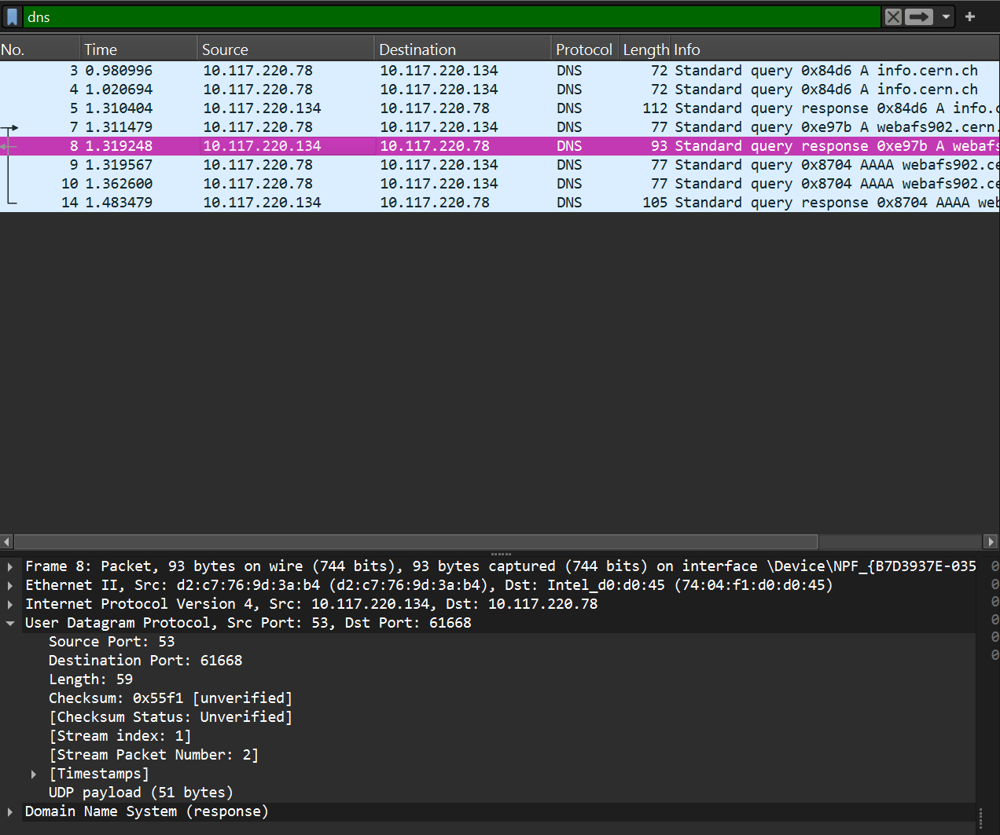 dns
No. Time Source Destination Protocol Length Info
3 0.980996 10.117.220.78 10.117.220.134 DNS 72 Standard query 0x84d6 A info.cern.ch
4 1.020694 10.117.220.78 10.117.220.134 DNS 72 Standard query 0x84d6 A info.cern.ch
5 1.310404 10.117.220.134 10.117.220.78 DNS 112 Standard query response 0x84d6 A info.c
7 1.311479 10.117.220.78 10.117.220.134 DNS 77 Standard query 0xe97b A webafs902.cern.
8 1.319248 10.117.220.134 10.117.220.78 DNS 93 Standard query response 0xe97b A webafs
9 1.319567 10.117.220.78 10.117.220.134 DNS 77 Standard query 0x8704 AAAA webafs902.ce
10 1.362600 10.117.220.78 10.117.220.134 DNS 77 Standard query 0x8704 AAAA webafs902.ce
14 1.483479 10.117.220.134 10.117.220.78 DNS 105 Standard query response 0x8704 AAAA web
Frame 8: Packet, 93 bytes on wire (744 bits), 93 bytes captured (744 bits) on interface \Device\NPF_{B7D3937E-035
Ethernet II, Src: d2:c7:76:9d:3a:b4 (d2:c7:76:9d:3a:b4), Dst: Intel_d0:d0:45 (74:04:f1:d0:d0:45)
Internet Protocol Version 4, Src: 10.117.220.134, Dst: 10.117.220.78
User Datagram Protocol, Src Port: 53, Dst Port: 61668
Source Port: 53
Destination Port: 61668
Length: 59
Checksum: 0x55f1 [unverified]
[Checksum Status: Unverified]
[Stream index: 1]
[Stream Packet Number: 2]
[Timestamps]
UDP payload (51 bytes)
Domain Name System (response)
0
0
0
0
0
0